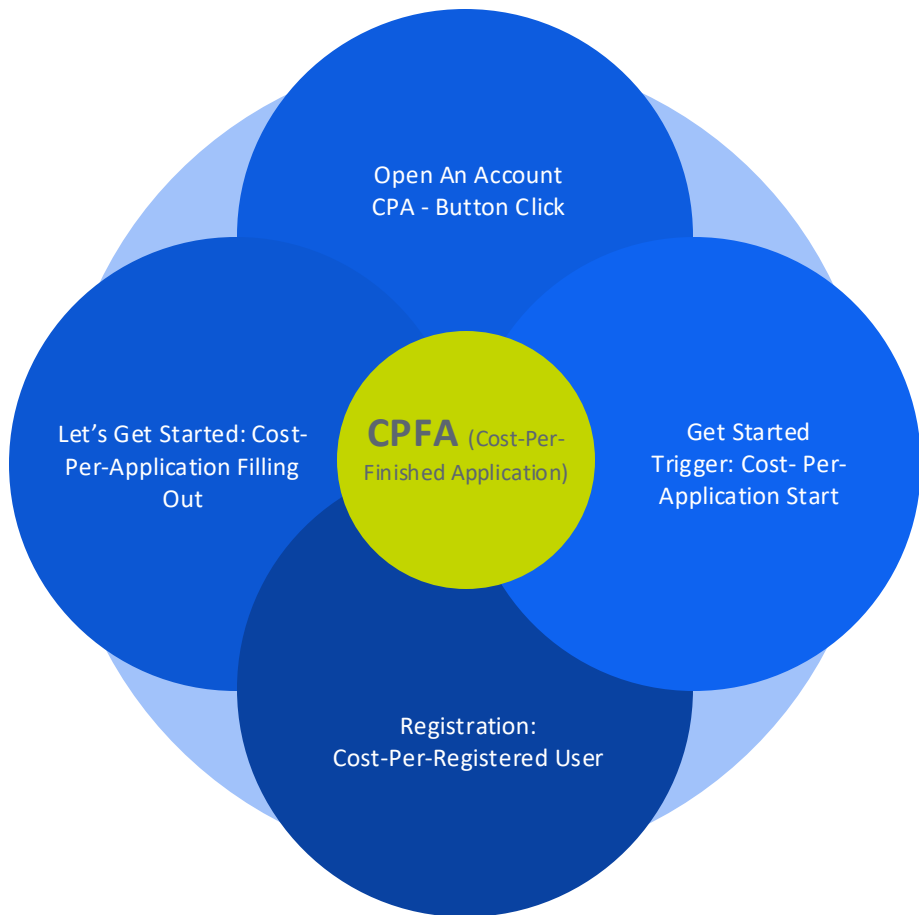 Open An Account
CPA - Button Click
Let’s Get Started: Cost-
Per-Application Filling
Out
CPFA (Cost-Per-
Finished Application)
Get Started
Trigger: Cost- Per-
Application Start
Registration:
Cost-Per-Registered User